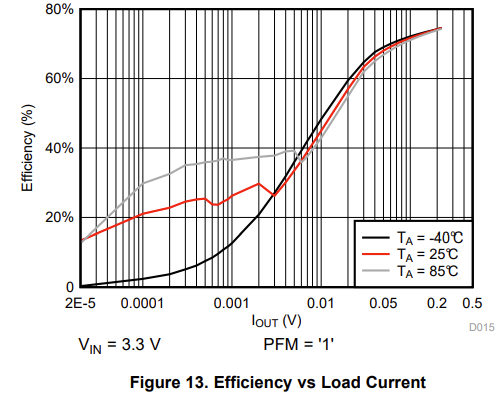 80%
60%
40%
20%
0
Efficiency (%)
2E-5 0.0001 0.001 0.01 0.05 0.2 0.5
IOUT (V)
TA = -40°C
TA = 25°C
TA = 85°C
D015
VIN = 3.3 V PFM = '1'
Figure 13. Efficiency vs Load Current